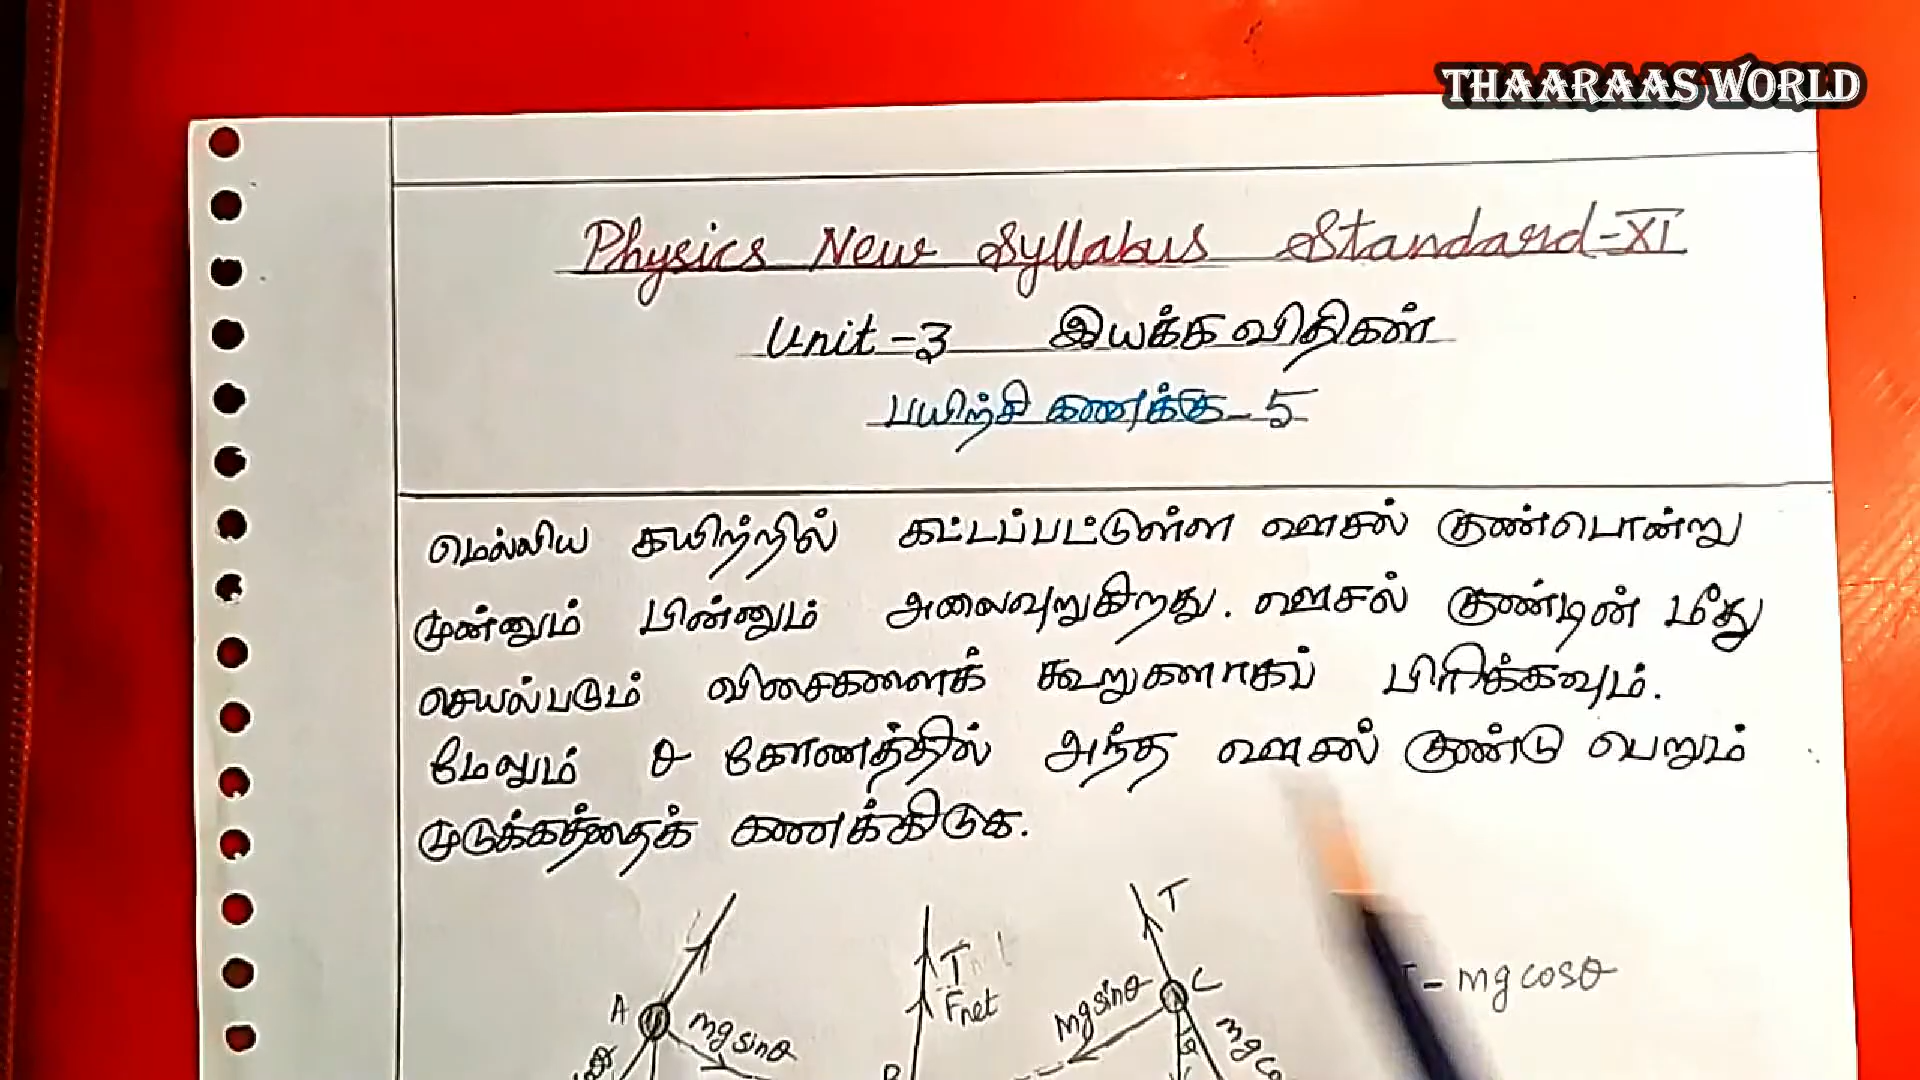 THAARAAS WORLD
Physics New Syllabus Standard-XI
Unit-3 இயக்க விதிகள்
பயிற்சி கணக்கு-5
மெல்லிய கயிற்றில் கட்டப்பட்டுள்ள ஊசல் குண்டொன்று
முன்னும் பின்னும் அலைவுறுகிறது. ஊசல் குண்டின் மீது
செயல்படும் விசைகளைக் கூறுகளாகப் பிரிக்கவும்.
மேலும் θ கோணத்தில் அந்த ஊசல் குண்டு பெறும்
முடுக்கத்தைக் கணக்கிடுக.
T
T
Fnet
A
mg sinθ
mg sinθ
C
- mg cosθ
B